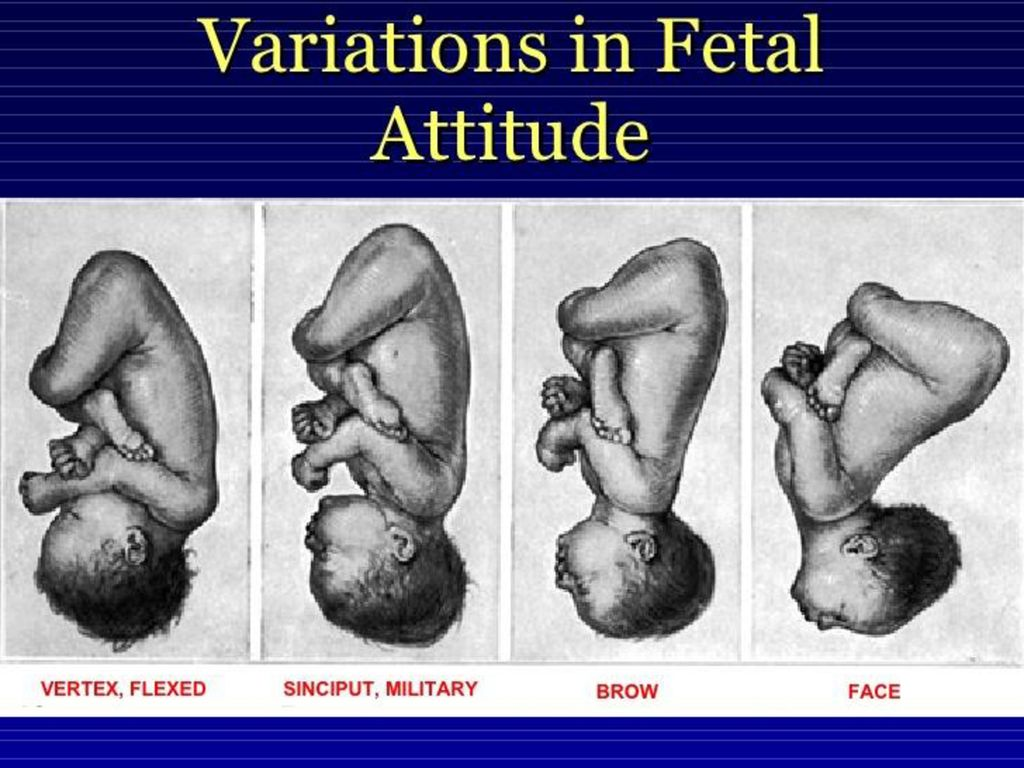 Variations in Fetal
Attitude
VERTEX, FLEXED
SINCIPUT, MILITARY
BROW
FACE